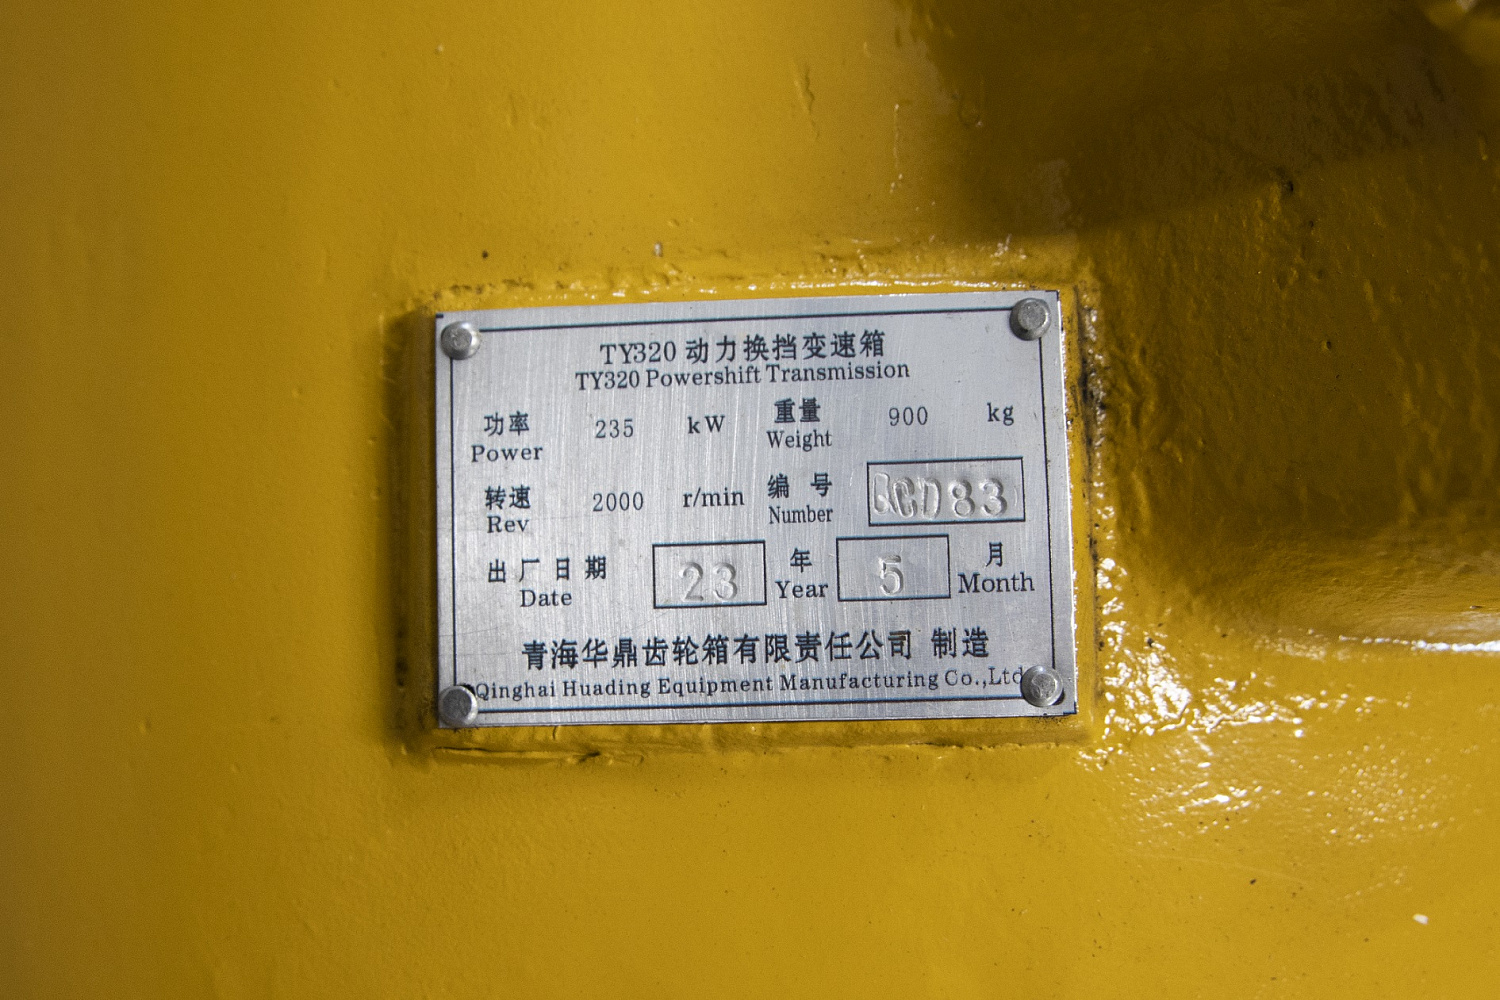 TY320 动力换挡变速箱
TY320 Powershift Transmission
功率 235 kW 重量 900 kg
Power Weight
转速 2000 r/min 编号
Rev Number
出厂日期 23 年 5 月
Date Year Month
青海华鼎齿轮箱有限责任公司 制造
Qinghai Huading Equipment Manufacturing Co.,Ltd